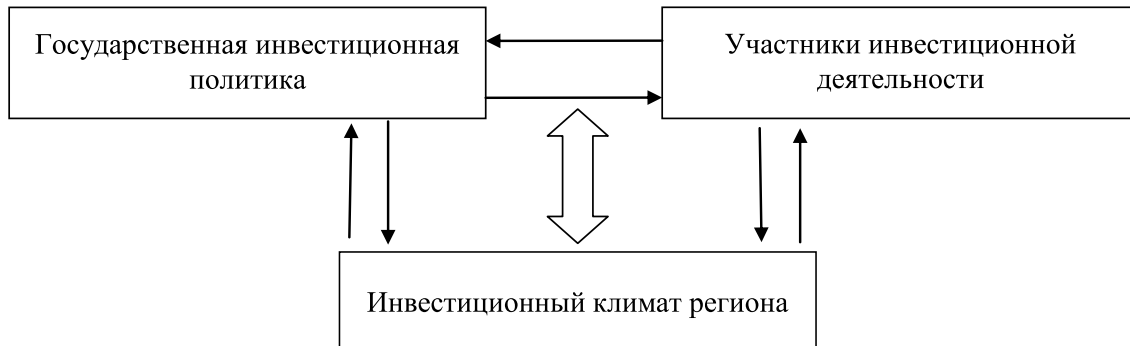 Государственная инвестиционная
политика
Участники инвестиционной
деятельности
Инвестиционный климат региона